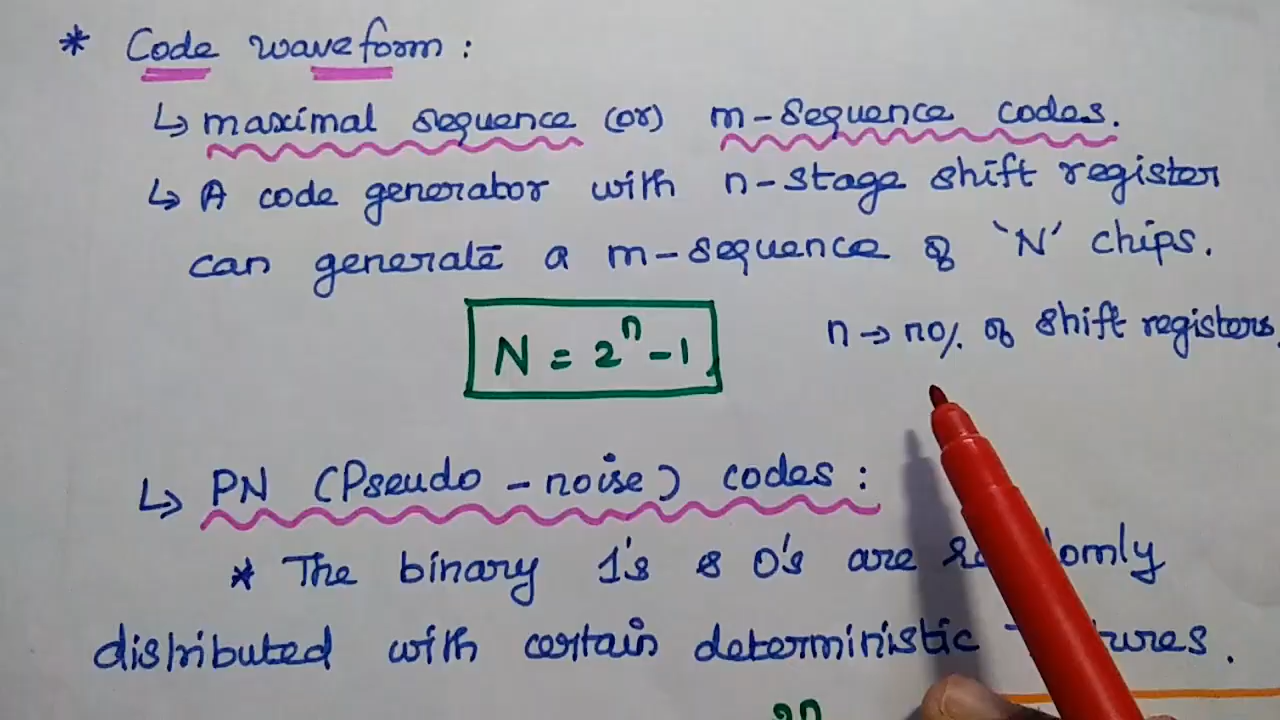 * Code waveform :
↳ maximal sequence (or) m-sequence codes.
↳ A code generator with n-stage shift register
can generate a m-sequence of 'N' chips.
N = 2^n - 1
n → no/. of shift registers.
↳ PN (Pseudo - noise) codes :
* The binary 1's & 0's are
distributed with certain deterministic